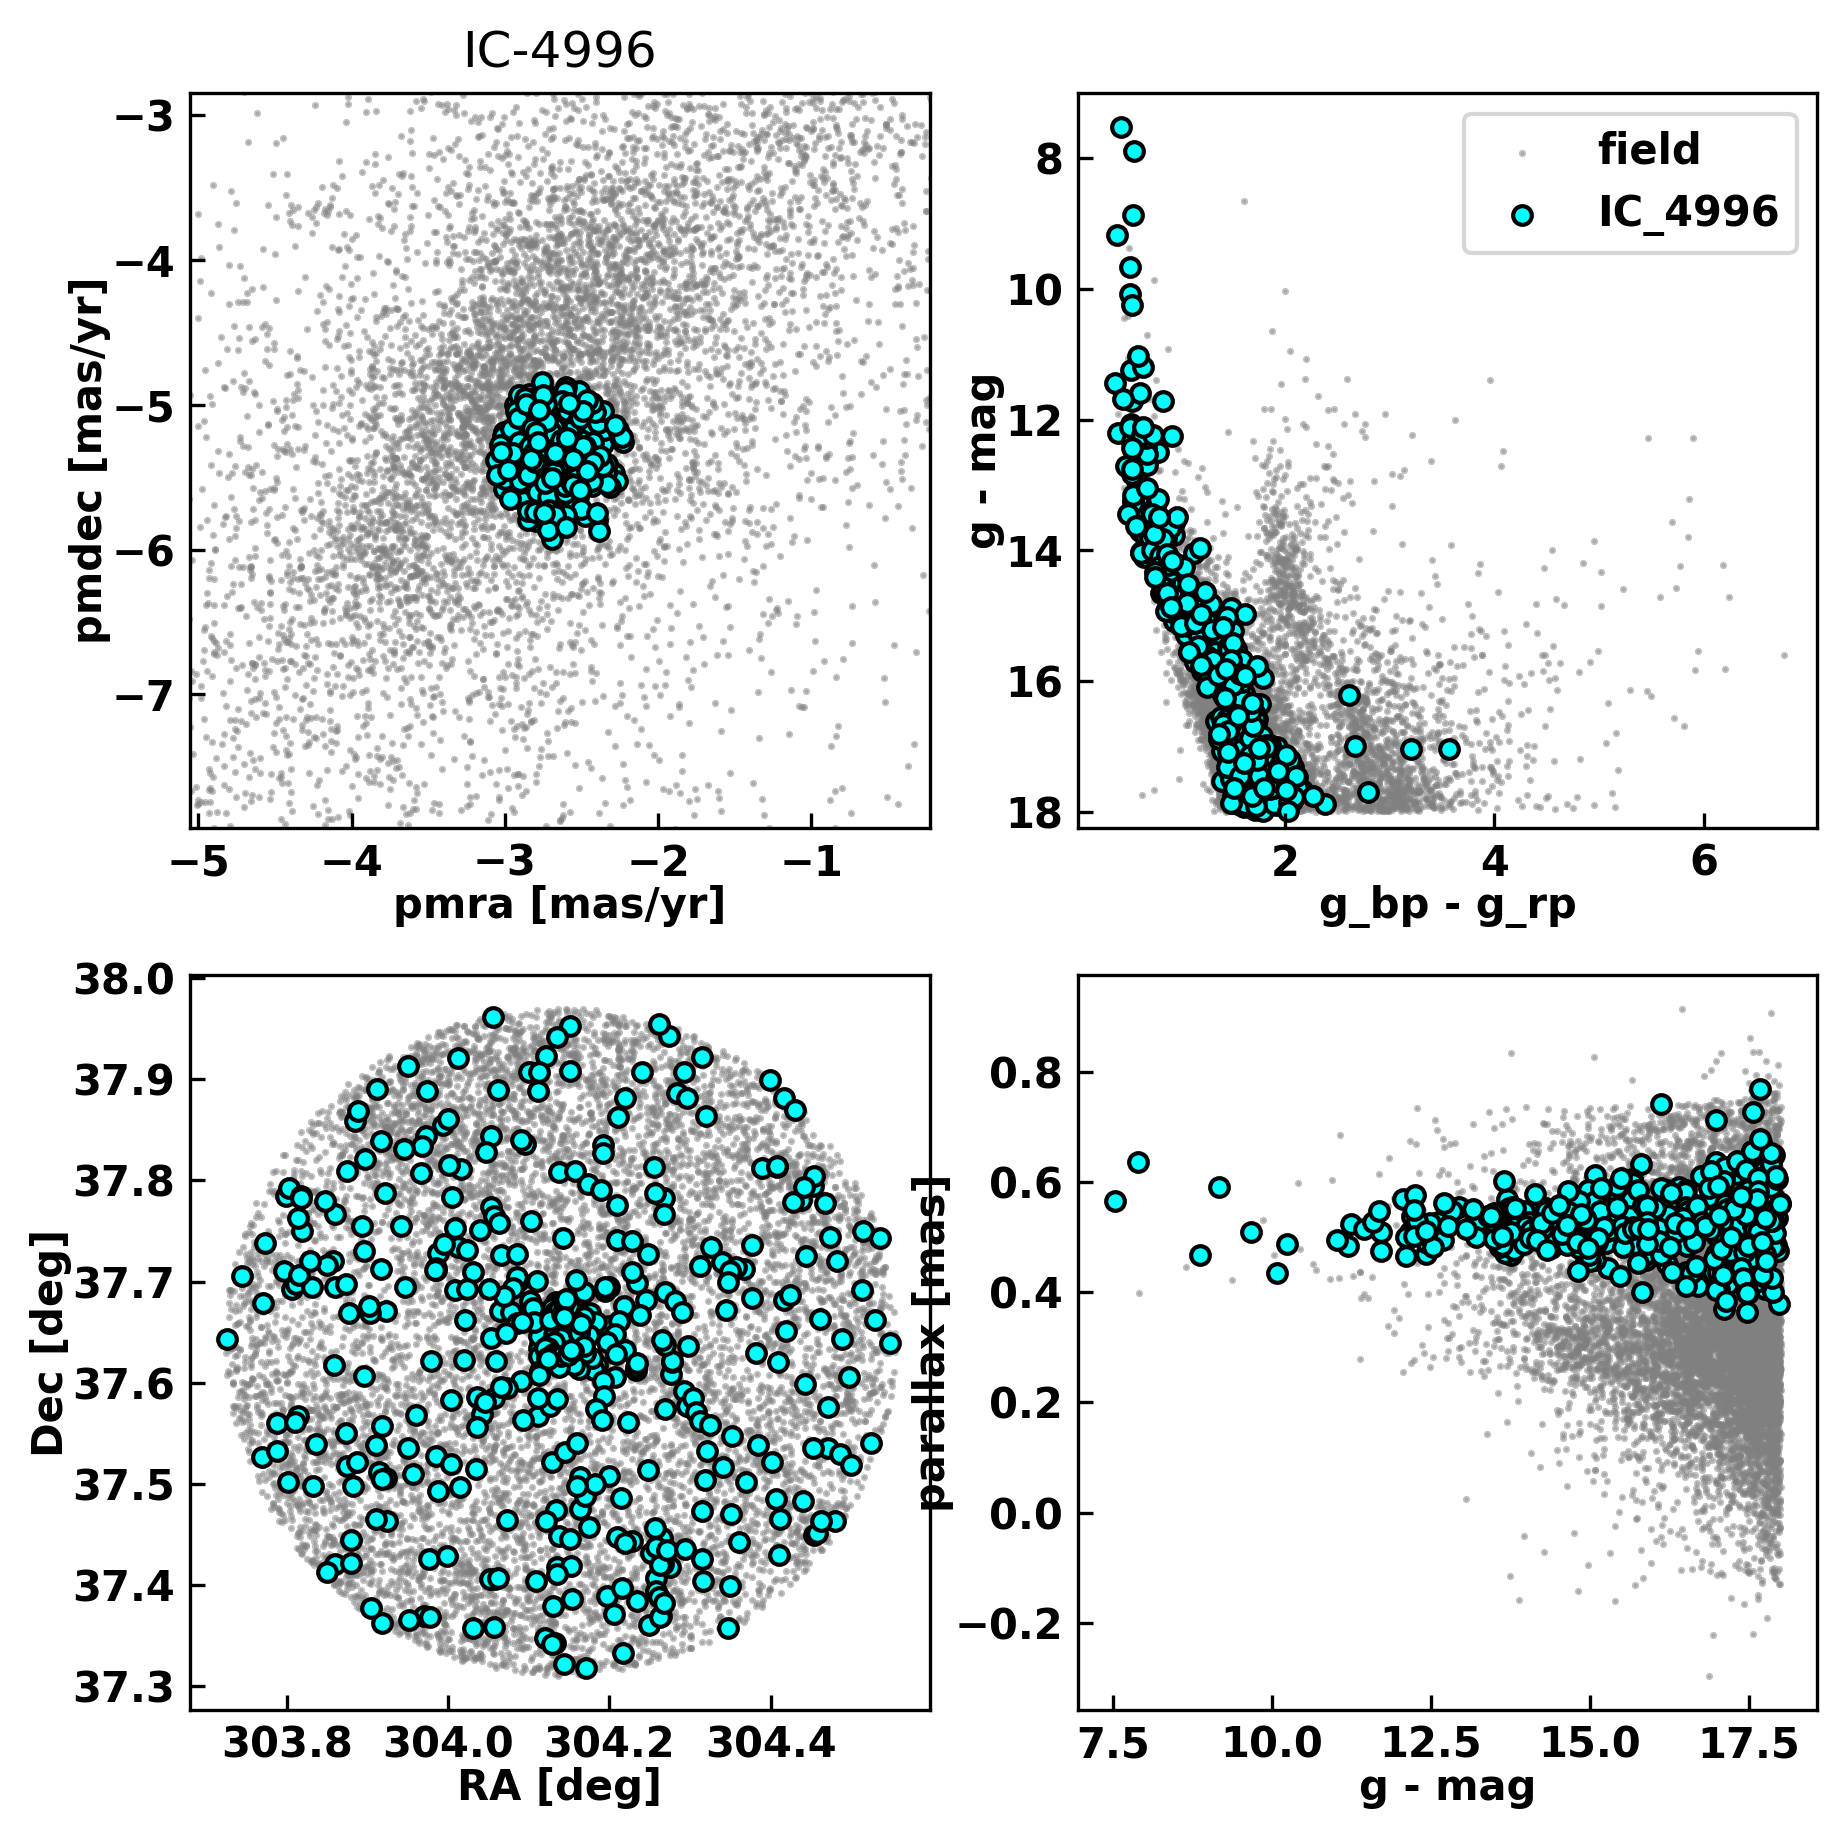 IC-4996
−3
−4
−5
−6
−7
pmdec [mas/yr]
−5 −4 −3 −2 −1
pmra [mas/yr]
field
IC_4996
8
10
12
14
16
18
g - mag
2 4 6
g_bp - g_rp
38.0
37.9
37.8
37.7
37.6
37.5
37.4
37.3
Dec [deg]
303.8 304.0 304.2 304.4
RA [deg]
0.8
0.6
0.4
0.2
0.0
−0.2
parallax [mas]
7.5 10.0 12.5 15.0 17.5
g - mag